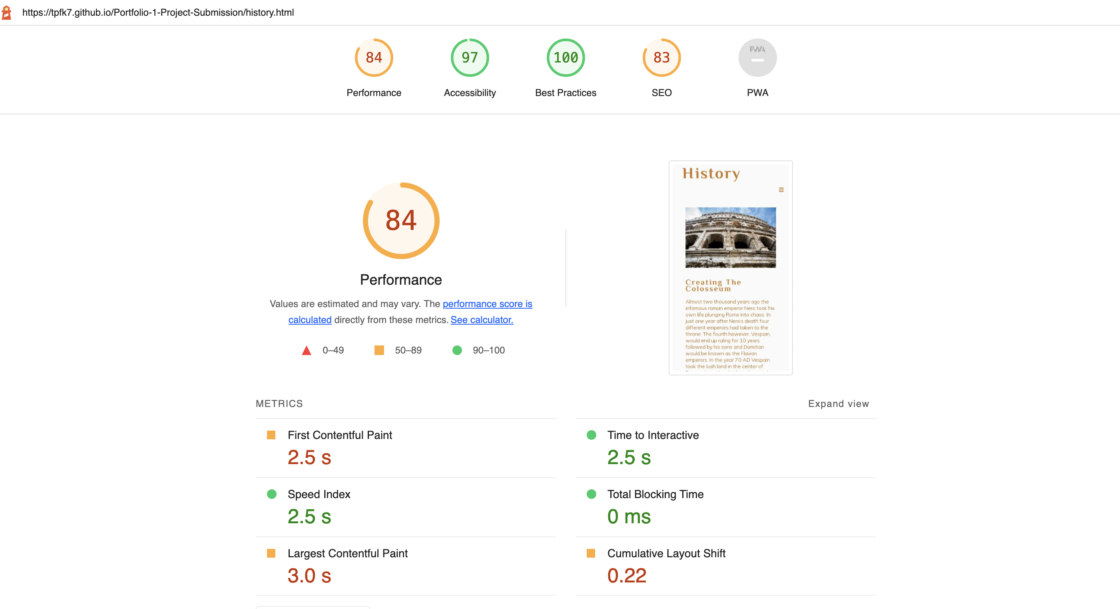 https://tpfk7.github.io/Portfolio-1-Project-Submission/history.html
84
97
100
83
PWA
Performance
Accessibility
Best Practices
SEO
PWA
84
Performance
Values are estimated and may vary. The performance score is
calculated directly from these metrics. See calculator.
0–49
50–89
90–100
History
Creating The
Colosseum
Almost two thousand years ago the
infamous roman emperor Nero took his
own life plunging Rome into chaos. In
just one year after Nero's death four
different emperors had taken to the
throne. The fourth however, Vespain
would end up ruling for 10 years
followed by his sons and Domitian
would be known as the Flavian
emperors. In the year 70 AD Vespain
took the lush land in the center of
METRICS
Expand view
First Contentful Paint
2.5 s
Time to Interactive
2.5 s
Speed Index
2.5 s
Total Blocking Time
0 ms
Largest Contentful Paint
3.0 s
Cumulative Layout Shift
0.22